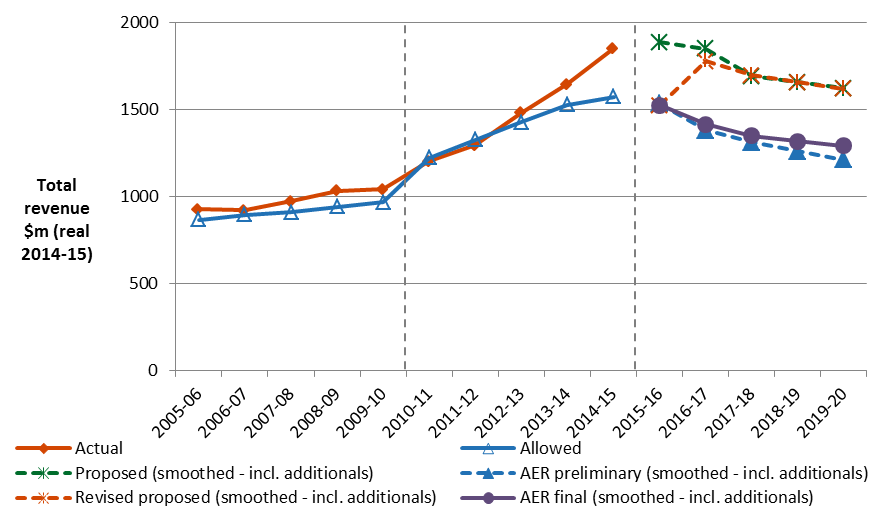 2000
1500
1000
500
0
Total
revenue
$m (real
2014-15)
2005-06
2006-07
2007-08
2008-09
2009-10
2010-11
2011-12
2012-13
2013-14
2014-15
2015-16
2016-17
2017-18
2018-19
2019-20
Actual
Allowed
Proposed (smoothed - incl. additionals)
AER preliminary (smoothed - incl. additionals)
Revised proposed (smoothed - incl. additionals)
AER final (smoothed - incl. additionals)